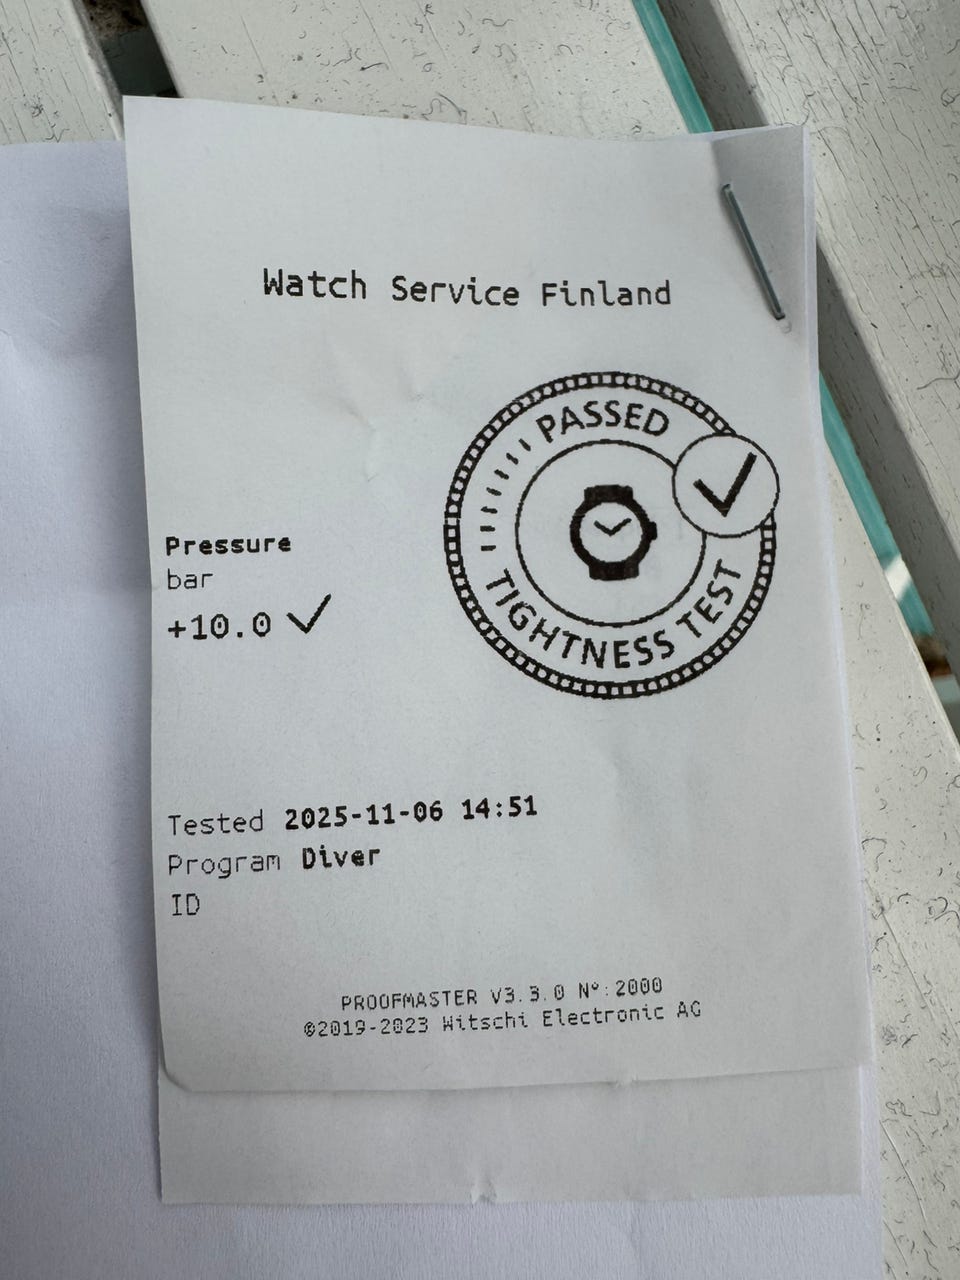 Watch Service Finland
PASSED
TIGHTNESS TEST
Pressure
bar
+10.0 ✓
Tested 2025-11-06 14:51
Program Diver
ID
PROOFMASTER V3.3.0 Nº:2000
©2019-2023 Witschi Electronic AG